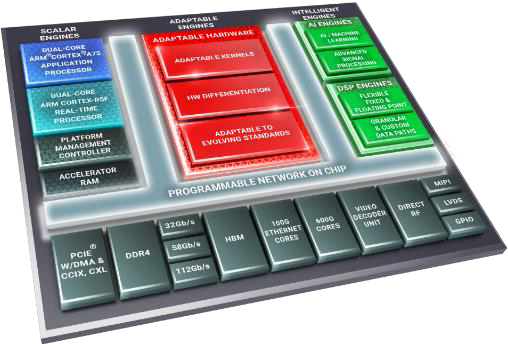 SCALAR
ENGINES
DUAL-CORE
ARM® CORTEX®-A72
APPLICATION
PROCESSOR
DUAL-CORE
ARM CORTEX-R5F
REAL-TIME
PROCESSOR
PLATFORM
MANAGEMENT
CONTROLLER
ACCELERATOR
RAM
ADAPTABLE
ENGINES
ADAPTABLE HARDWARE
ADAPTABLE KERNELS
HW DIFFERENTIATION
ADAPTABLE TO
EVOLVING STANDARDS
INTELLIGENT
ENGINES
AI ENGINES
AI / MACHINE
LEARNING
ADVANCED
SIGNAL
PROCESSING
DSP ENGINES
FLEXIBLE
FIXED &
FLOATING POINT
GRANULAR
& CUSTOM
DATA PATHS
PROGRAMMABLE NETWORK ON CHIP
PCIE®
W/DMA &
CCIX, CXL
DDR4
32Gb/s
58Gb/s
112Gb/s
HBM
100G
ETHERNET
CORES
600G
CORES
VIDEO
DECODER
UNIT
DIRECT
RF
MIPI
LVDS
GPIO